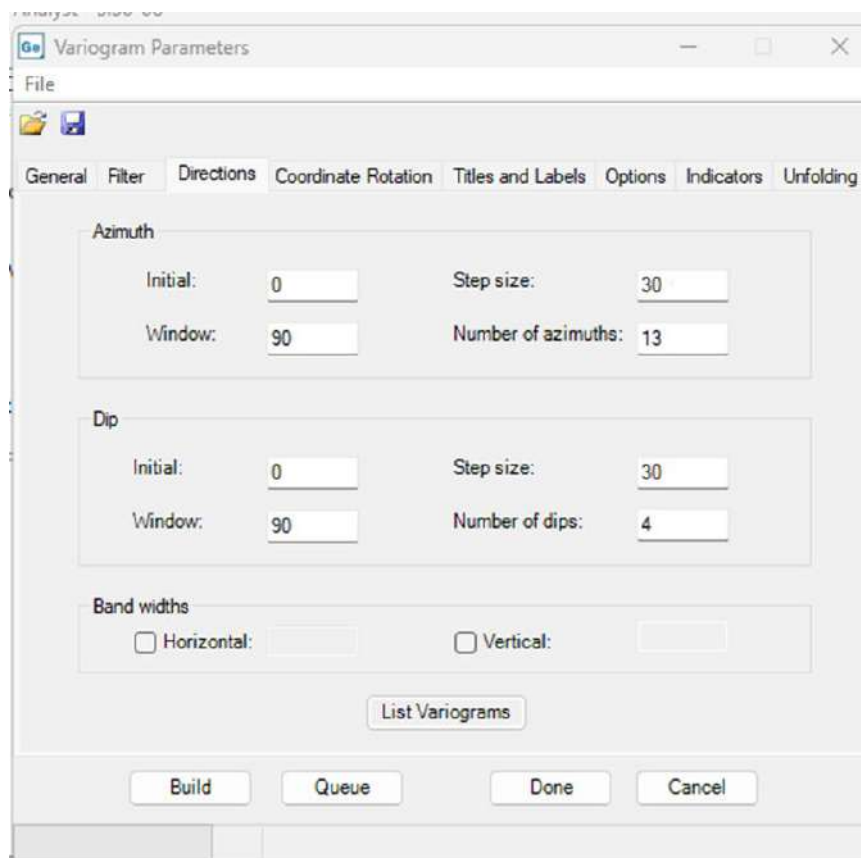 Ge Variogram Parameters
File
General Filter Directions Coordinate Rotation Titles and Labels Options Indicators Unfolding
Azimuth
Initial: 0 Step size: 30
Window: 90 Number of azimuths: 13
Dip
Initial: 0 Step size: 30
Window: 90 Number of dips: 4
Band widths
Horizontal: Vertical:
List Variograms
Build Queue Done Cancel